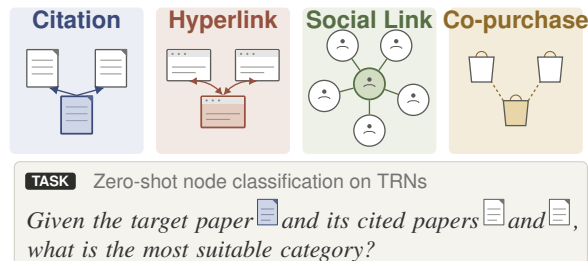 Citation Hyperlink Social Link Co-purchase
TASK Zero-shot node classification on TRNs
Given the target paper and its cited papers and ,
what is the most suitable category?